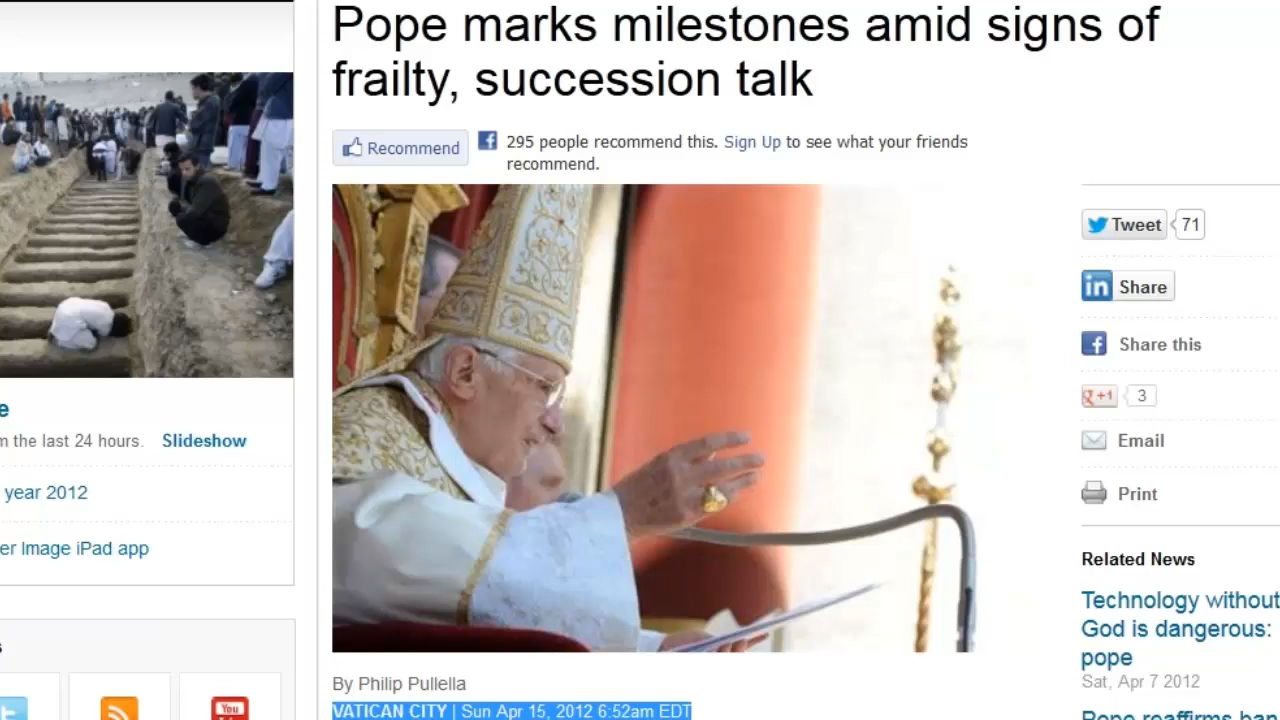 Pope marks milestones amid signs of
frailty, succession talk
Recommend
295 people recommend this. Sign Up to see what your friends
recommend.
Tweet 71
in Share
Share this
g +1 3
Email
Print
Related News
Technology without
God is dangerous:
pope
Sat, Apr 7 2012
e
the last 24 hours. Slideshow
year 2012
er Image iPad app
s
You
By Philip Pullella
VATICAN CITY | Sun Apr 15, 2012 6:52am EDT